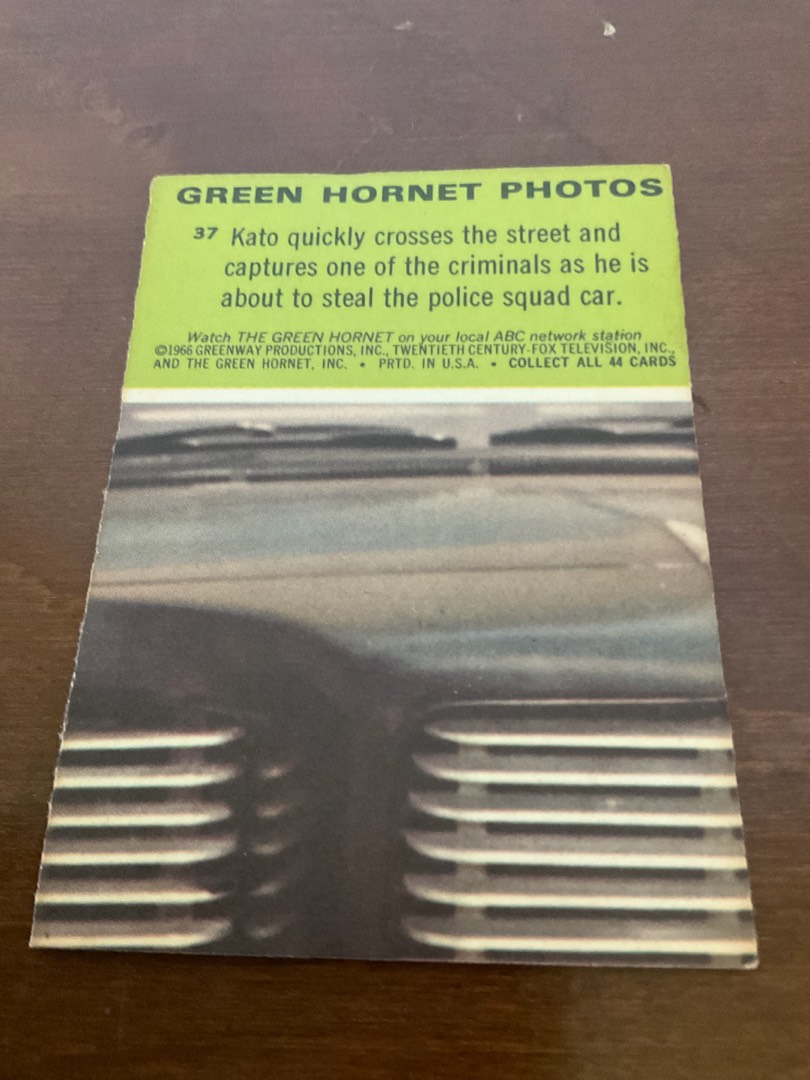 GREEN HORNET PHOTOS
37 Kato quickly crosses the street and
captures one of the criminals as he is
about to steal the police squad car.
Watch THE GREEN HORNET on your local ABC network station
©1966 GREENWAY PRODUCTIONS, INC., TWENTIETH CENTURY-FOX TELEVISION, INC.,
AND THE GREEN HORNET, INC. • PRTD. IN U.S.A. • COLLECT ALL 44 CARDS